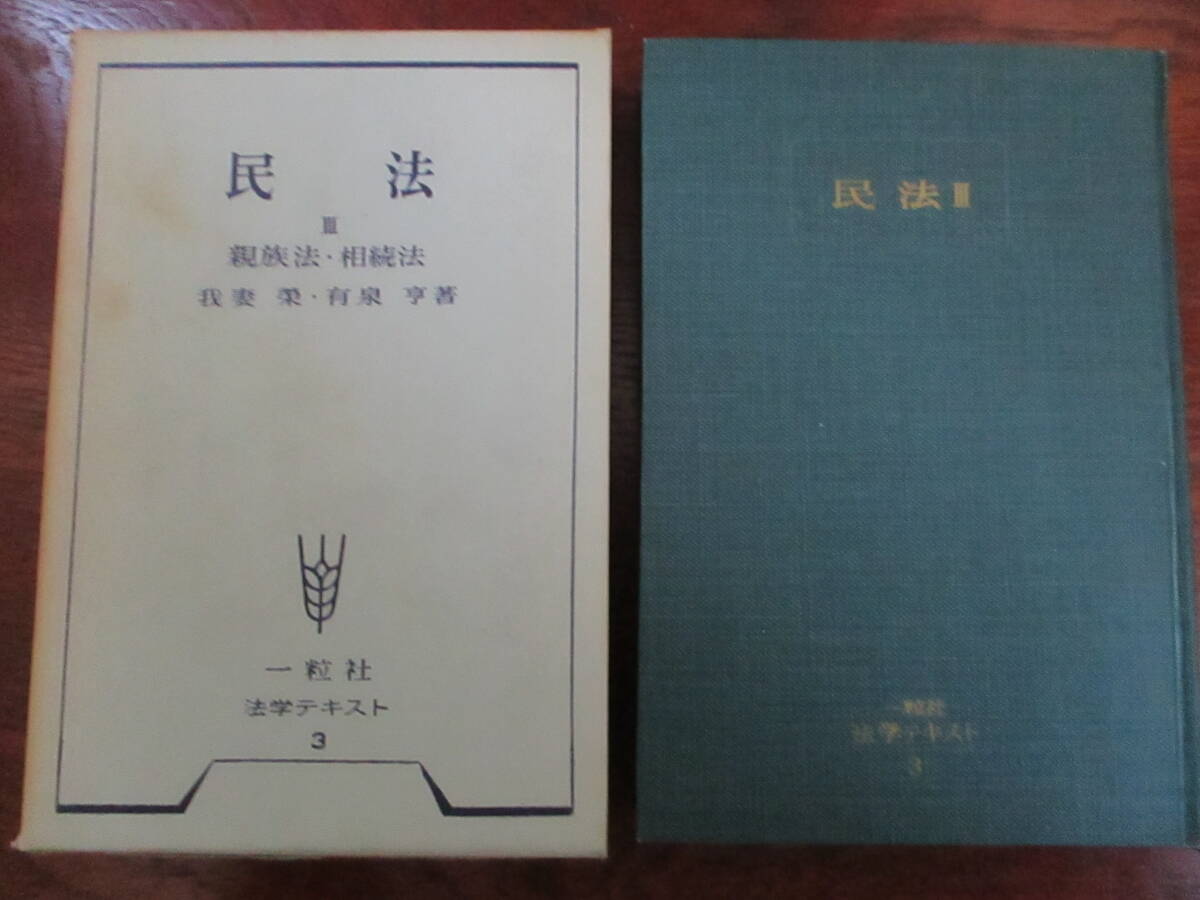 民 法
III
親族法・相続法
我妻 榮・有泉 亨著
一粒社
法学テキスト
3
民法III
一粒社
法学テキスト
3